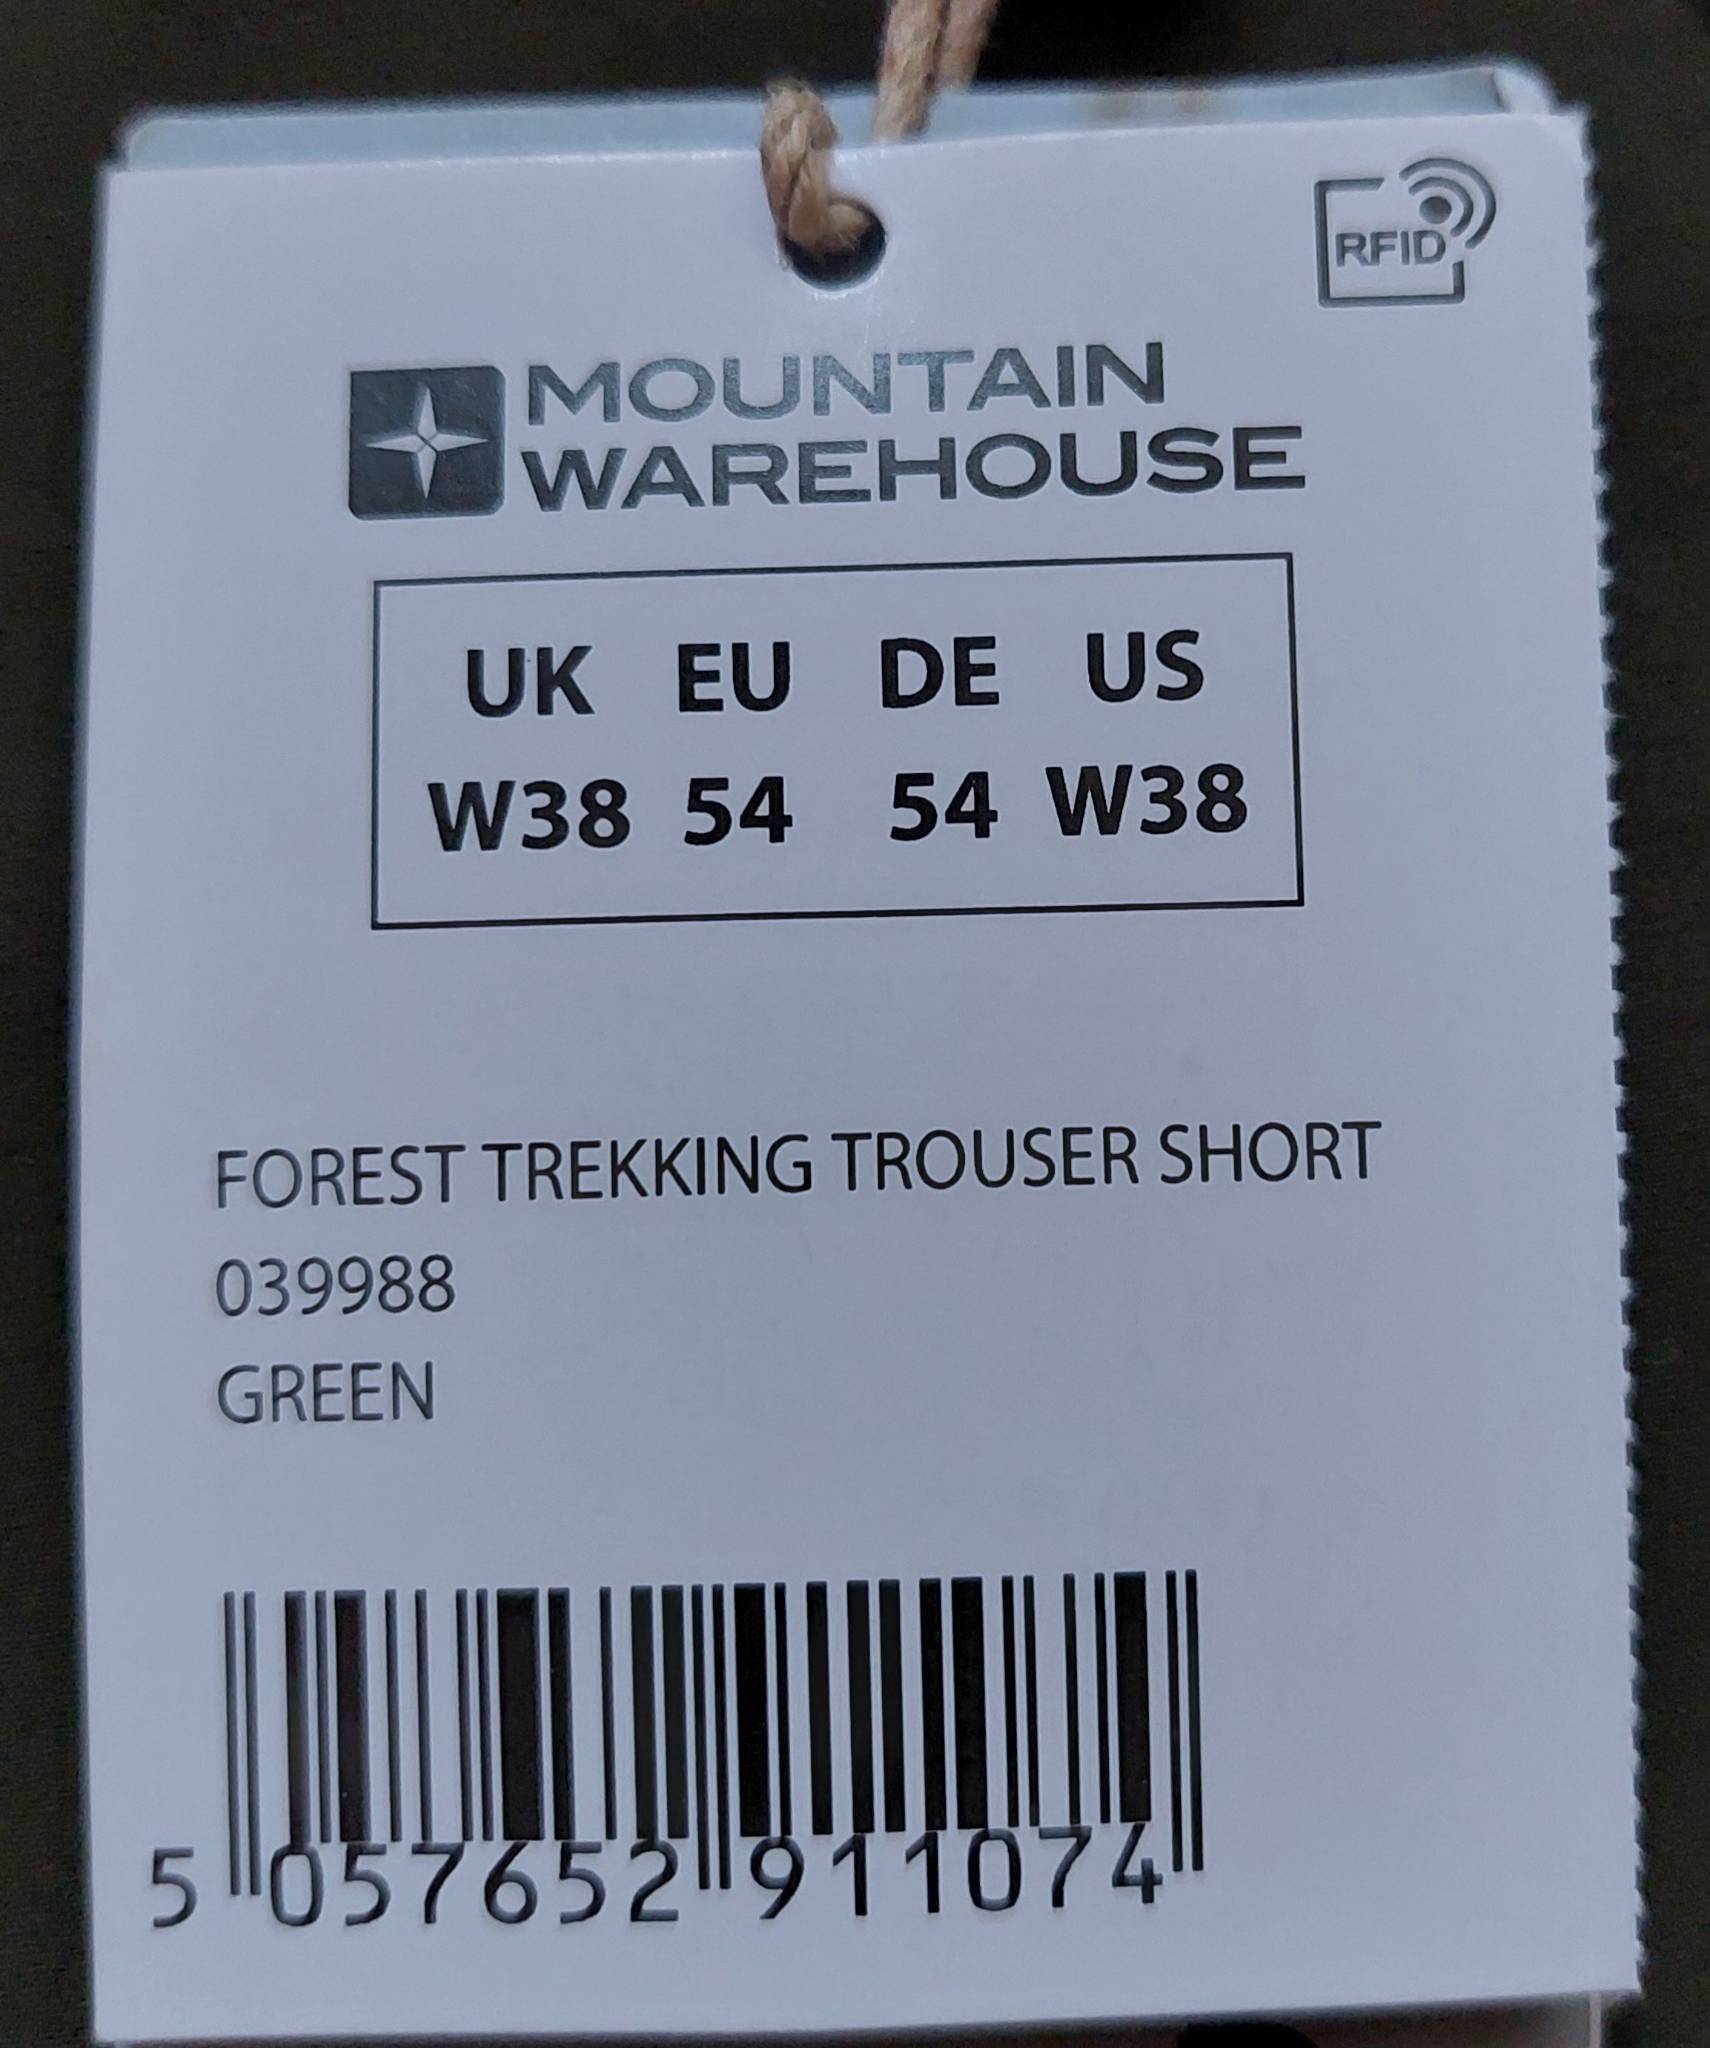 RFID
MOUNTAIN
WAREHOUSE
UK EU DE US
W38 54 54 W38
FOREST TREKKING TROUSER SHORT
039988
GREEN
5 057652 911074